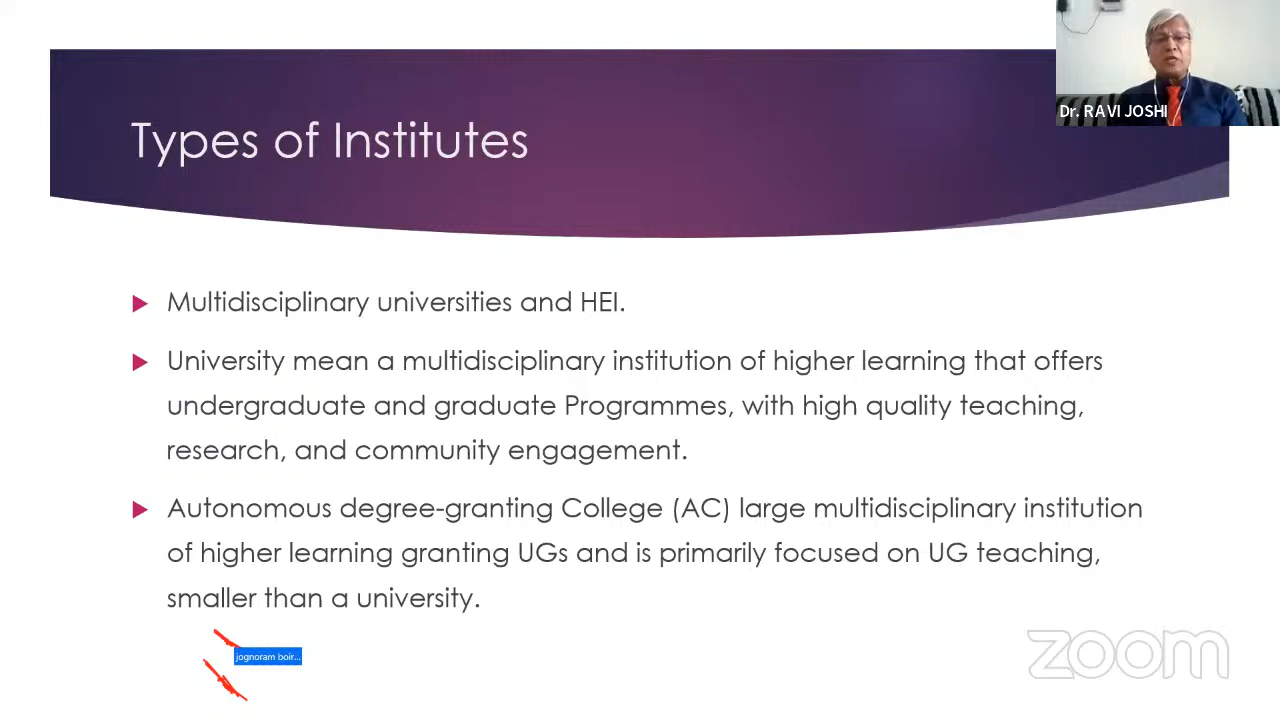 Dr. RAVI JOSHI
Types of Institutes
Multidisciplinary universities and HEI.
University mean a multidisciplinary institution of higher learning that offers
undergraduate and graduate Programmes, with high quality teaching,
research, and community engagement.
Autonomous degree-granting College (AC) large multidisciplinary institution
of higher learning granting UGs and is primarily focused on UG teaching,
smaller than a university.
jognoram boir...
zoom